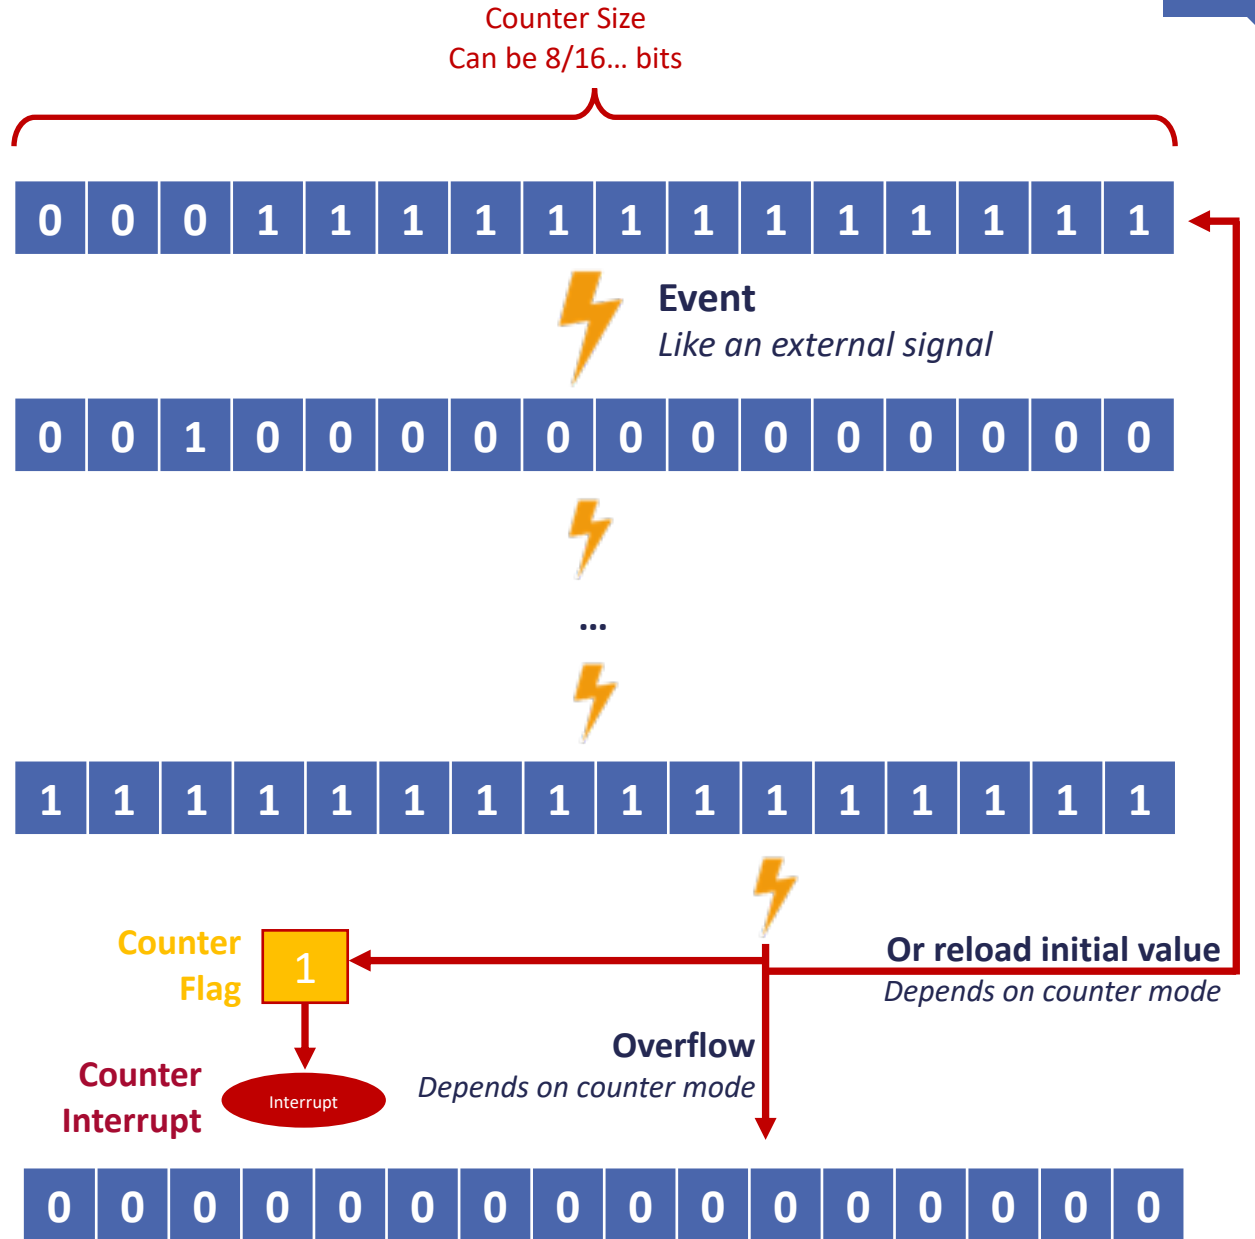 Counter Size
Can be 8/16... bits
0 0 0 1 1 1 1 1 1 1 1 1 1 1 1 1
Event
Like an external signal
0 0 1 0 0 0 0 0 0 0 0 0 0 0 0 0
...
1 1 1 1 1 1 1 1 1 1 1 1 1 1 1 1
Counter
Flag
1
Or reload initial value
Depends on counter mode
Overflow
Depends on counter mode
Counter
Interrupt
Interrupt
0 0 0 0 0 0 0 0 0 0 0 0 0 0 0 0